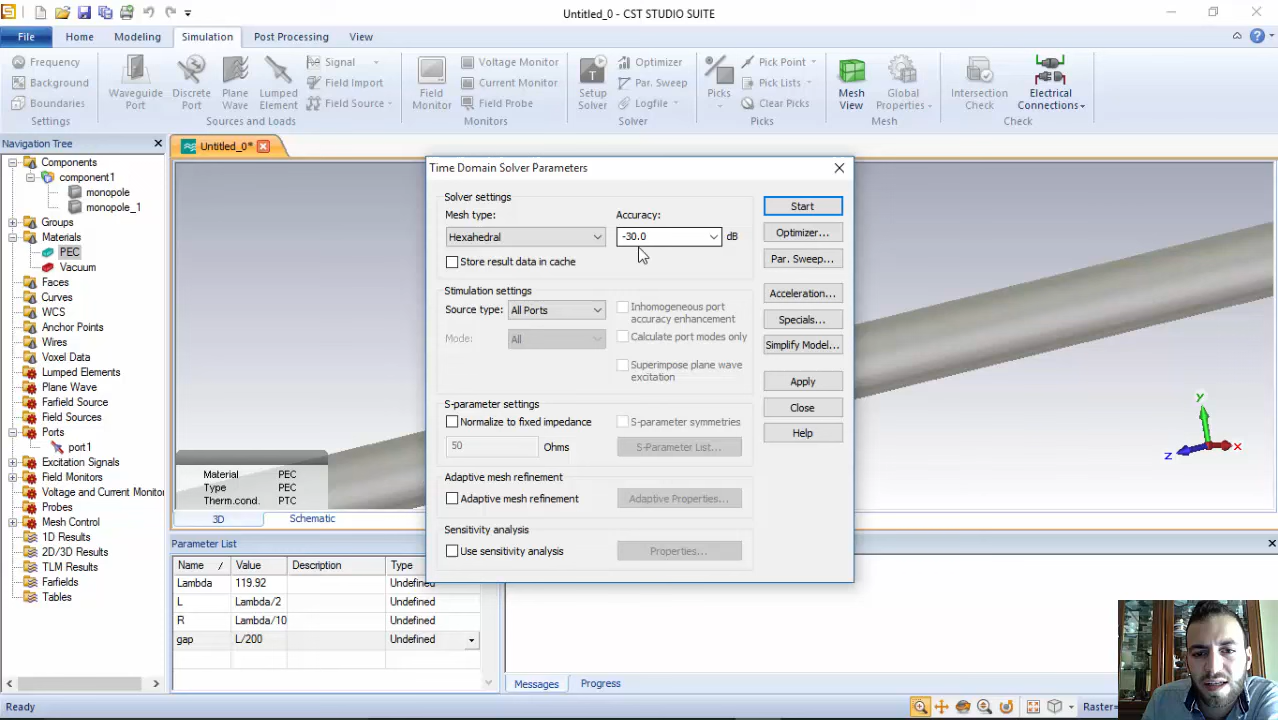 Untitled_0 - CST STUDIO SUITE
File Home Modeling Simulation Post Processing View
Frequency
Background
Boundaries
Settings
Waveguide Port
Discrete Port
Plane Wave
Lumped Element
Signal
Field Import
Field Source
Sources and Loads
Field Monitor
Voltage Monitor
Current Monitor
Field Probe
Monitors
Setup Solver
Optimizer
Par. Sweep
Logfile
Solver
Picks
Pick Point
Pick Lists
Clear Picks
Picks
Mesh View
Global Properties
Mesh
Intersection Check
Electrical Connections
Check
Navigation Tree
Components
component1
monopole
monopole_1
Groups
Materials
PEC
Vacuum
Faces
Curves
WCS
Anchor Points
Wires
Voxel Data
Lumped Elements
Plane Wave
Farfield Source
Field Sources
Ports
port1
Excitation Signals
Field Monitors
Voltage and Current Monitor
Probes
Mesh Control
1D Results
2D/3D Results
TLM Results
Farfields
Tables
Untitled_0*
Material PEC
Type PEC
Therm.cond. PTC
3D Schematic
Time Domain Solver Parameters
Solver settings
Mesh type: Accuracy:
Hexahedral -30.0 dB
Store result data in cache
Stimulation settings
Source type: All Ports
Mode: All
Inhomogeneous port
accuracy enhancement
Calculate port modes only
Superimpose plane wave
excitation
S-parameter settings
Normalize to fixed impedance
S-parameter symmetries
50 Ohms
S-Parameter List...
Adaptive mesh refinement
Adaptive mesh refinement
Adaptive Properties...
Sensitivity analysis
Use sensitivity analysis
Properties...
Start
Optimizer...
Par. Sweep...
Acceleration...
Specials...
Simplify Model...
Apply
Close
Help
y
x
z
Parameter List
Name Value Description Type
Lambda 119.92 Undefined
L Lambda/2 Undefined
R Lambda/10 Undefined
gap L/200 Undefined
Messages Progress
Ready
Raster=